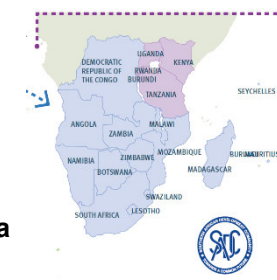 UGANDA
DEMOCRATIC
REPUBLIC OF
THE CONGO
KENYA
RWANDA
BURUNDI
TANZANIA
SEYCHELLES
ANGOLA
MALAWI
ZAMBIA
MOZAMBIQUE
ZIMBABWE
NAMIBIA
BOTSWANA
MADAGASCAR
MAURITIUS
SWAZILAND
LESOTHO
SOUTH AFRICA
a
SADC